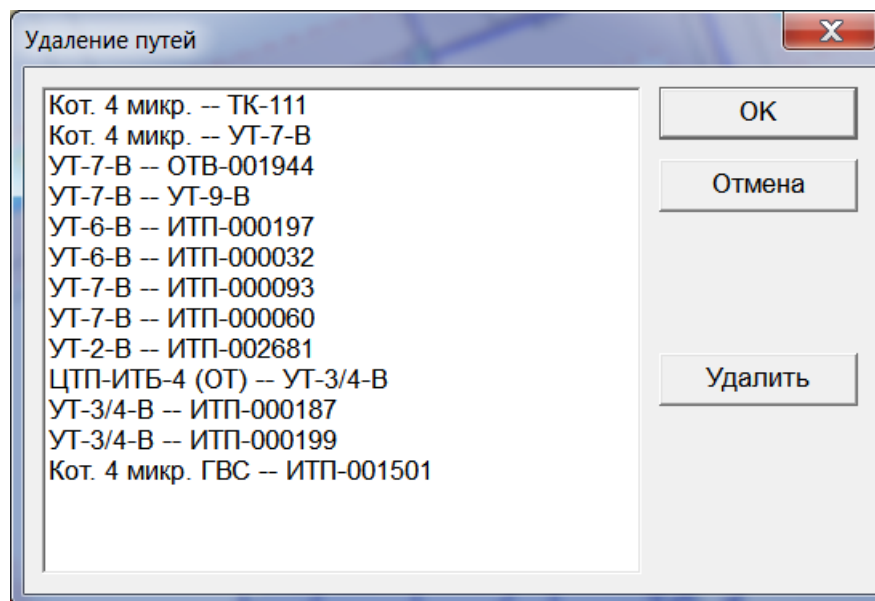 Удаление путей
Кот. 4 микр. -- ТК-111
Кот. 4 микр. -- УТ-7-В
УТ-7-В -- ОТВ-001944
УТ-7-В -- УТ-9-В
УТ-6-В -- ИТП-000197
УТ-6-В -- ИТП-000032
УТ-7-В -- ИТП-000093
УТ-7-В -- ИТП-000060
УТ-2-В -- ИТП-002681
ЦТП-ИТБ-4 (ОТ) -- УТ-3/4-В
УТ-3/4-В -- ИТП-000187
УТ-3/4-В -- ИТП-000199
Кот. 4 микр. ГВС -- ИТП-001501
OK
Отмена
Удалить